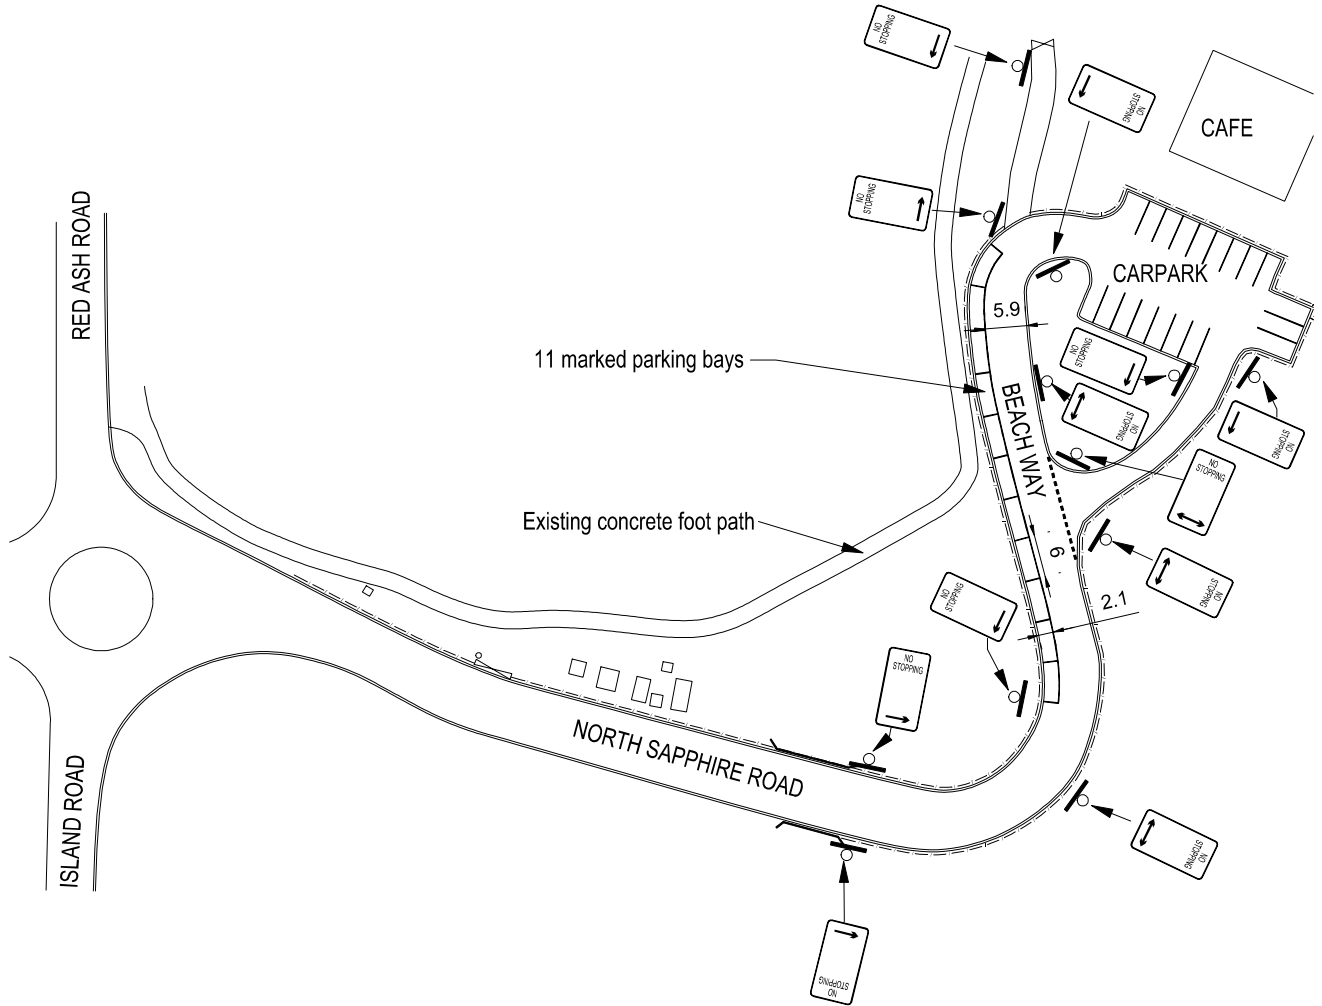 NO
STOPPING
NO
STOPPING
CAFE
NO
STOPPING
RED ASH ROAD
CARPARK
5.9
11 marked parking bays
NO
STOPPING
BEACH WAY
NO
STOPPING
NO
STOPPING
NO
STOPPING
Existing concrete foot path
6
NO
STOPPING
NO
STOPPING
2.1
NO
STOPPING
NORTH SAPPHIRE ROAD
ISLAND ROAD
NO
STOPPING
NO
STOPPING